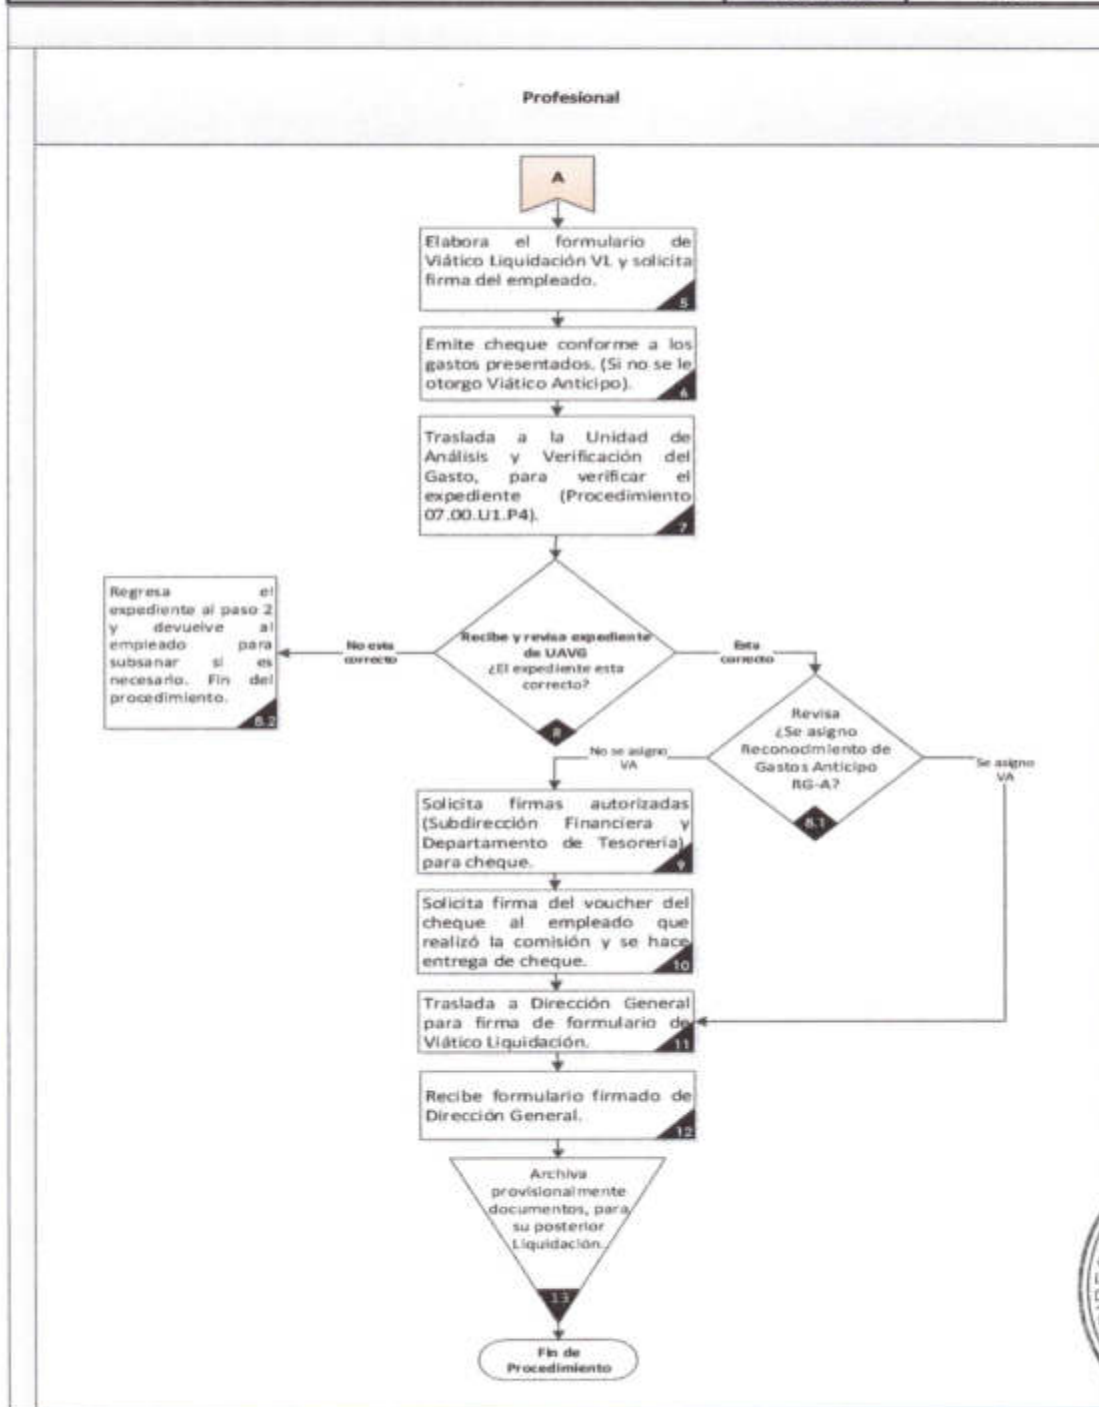 Profesional
A
Elabora el formulario de
Viático Liquidación VL y solicita
firma del empleado.
5
Emite cheque conforme a los
gastos presentados. (Si no se le
otorgo Viático Anticipo).
6
Traslada a la Unidad de
Análisis y Verificación del
Gasto, para verificar el
expediente (Procedimiento
07.00.U1.P4).
7
Recibe y revisa expediente
de UAVG
¿El expediente esta
correcto?
8
No esta
correcto
Regresa el
expediente al paso 2
y devuelve al
empleado para
subsanar si es
necesario. Fin del
procedimiento.
8.2
Esta
correcto
Revisa
¿Se asigno
Reconocimiento de
Gastos Anticipo
RG-A?
8.1
No se asigno
VA
Se asigno
VA
Solicita firmas autorizadas
(Subdirección Financiera y
Departamento de Tesorería)
para cheque.
9
Solicita firma del voucher del
cheque al empleado que
realizó la comisión y se hace
entrega de cheque.
10
Traslada a Dirección General
para firma de formulario de
Viático Liquidación.
11
Recibe formulario firmado de
Dirección General.
12
Archiva
provisionalmente
documentos, para
su posterior
Liquidación.
13
Fin de
Procedimiento